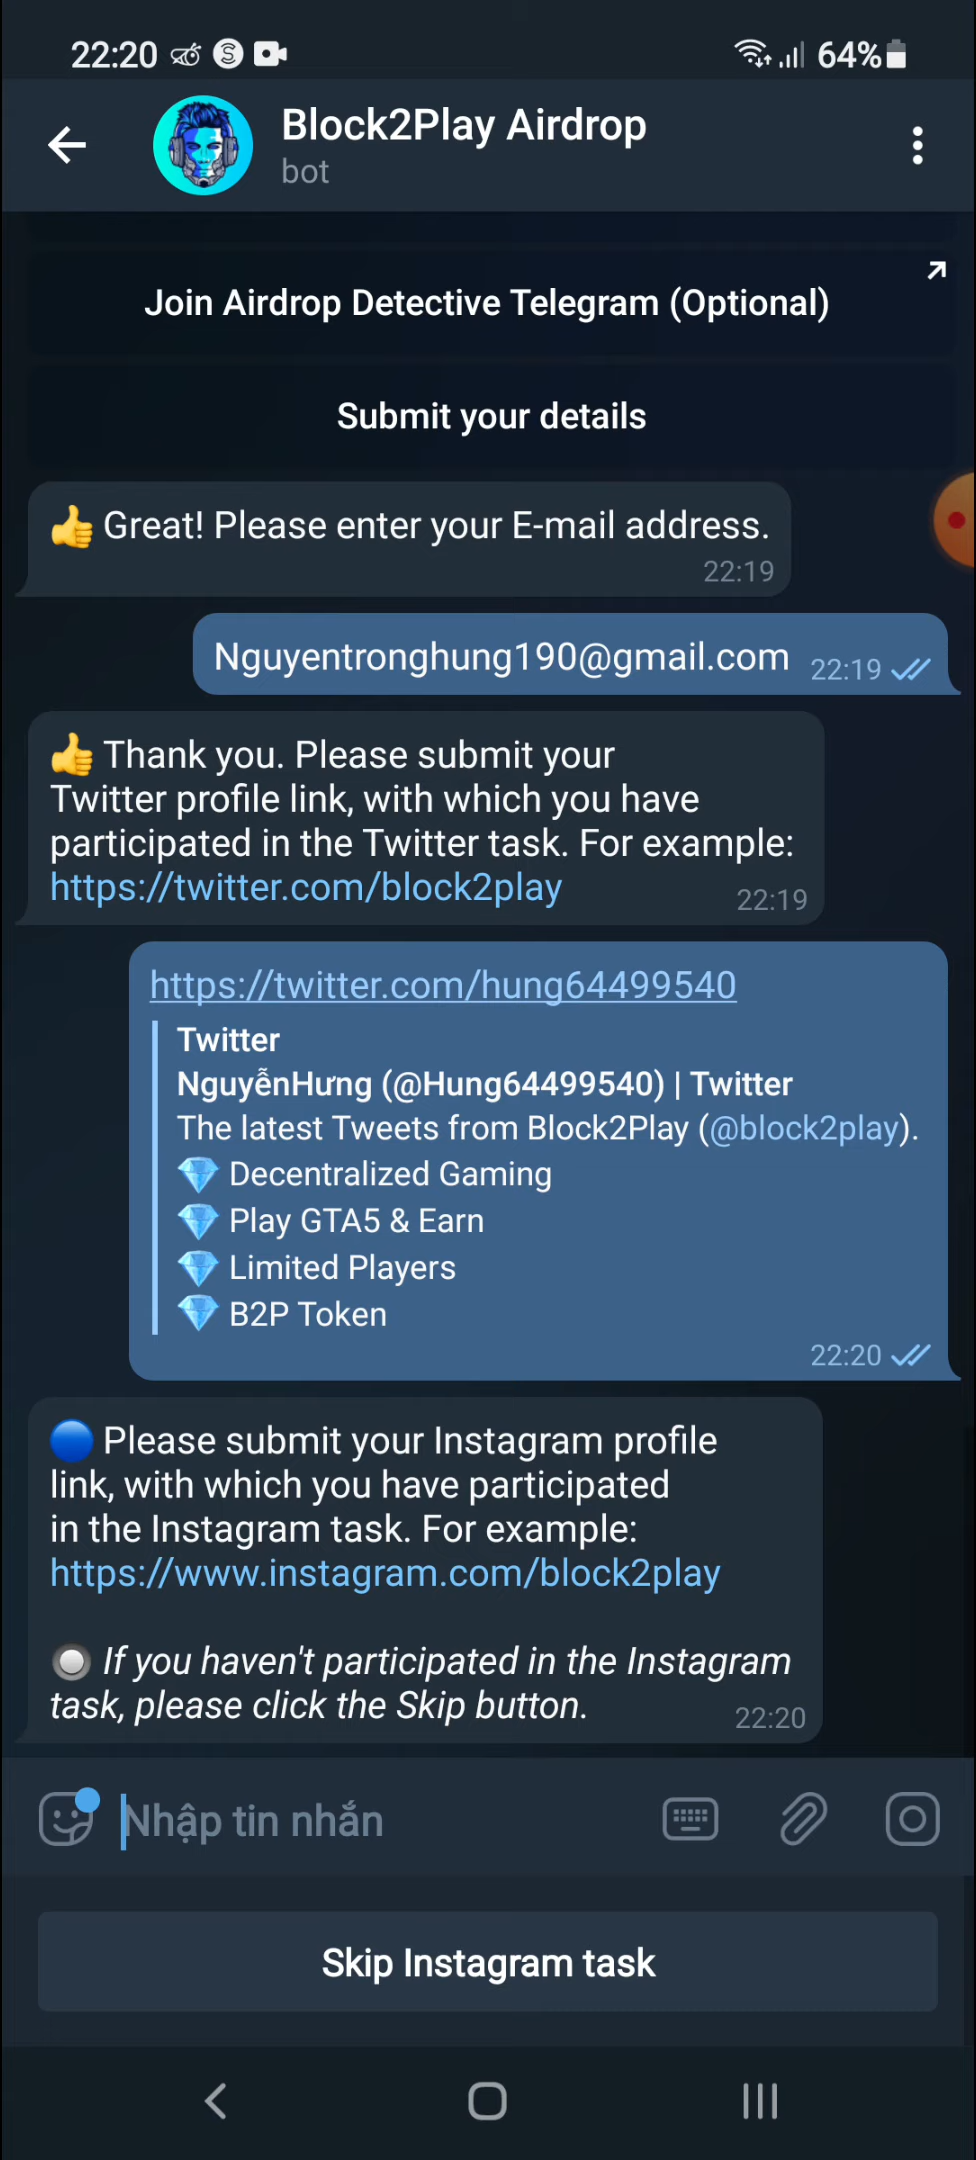 22:20
64%
Block2Play Airdrop
bot
Join Airdrop Detective Telegram (Optional)
Submit your details
👍 Great! Please enter your E-mail address.
22:19
Nguyentronghung190@gmail.com
22:19
👍 Thank you. Please submit your
Twitter profile link, with which you have
participated in the Twitter task. For example:
https://twitter.com/block2play
22:19
https://twitter.com/hung64499540
Twitter
NguyễnHưng (@Hung64499540) | Twitter
The latest Tweets from Block2Play (@block2play).
💎 Decentralized Gaming
💎 Play GTA5 & Earn
💎 Limited Players
💎 B2P Token
22:20
🔵 Please submit your Instagram profile
link, with which you have participated
in the Instagram task. For example:
https://www.instagram.com/block2play
🔘 If you haven't participated in the Instagram
task, please click the Skip button.
22:20
Nhập tin nhắn
Skip Instagram task